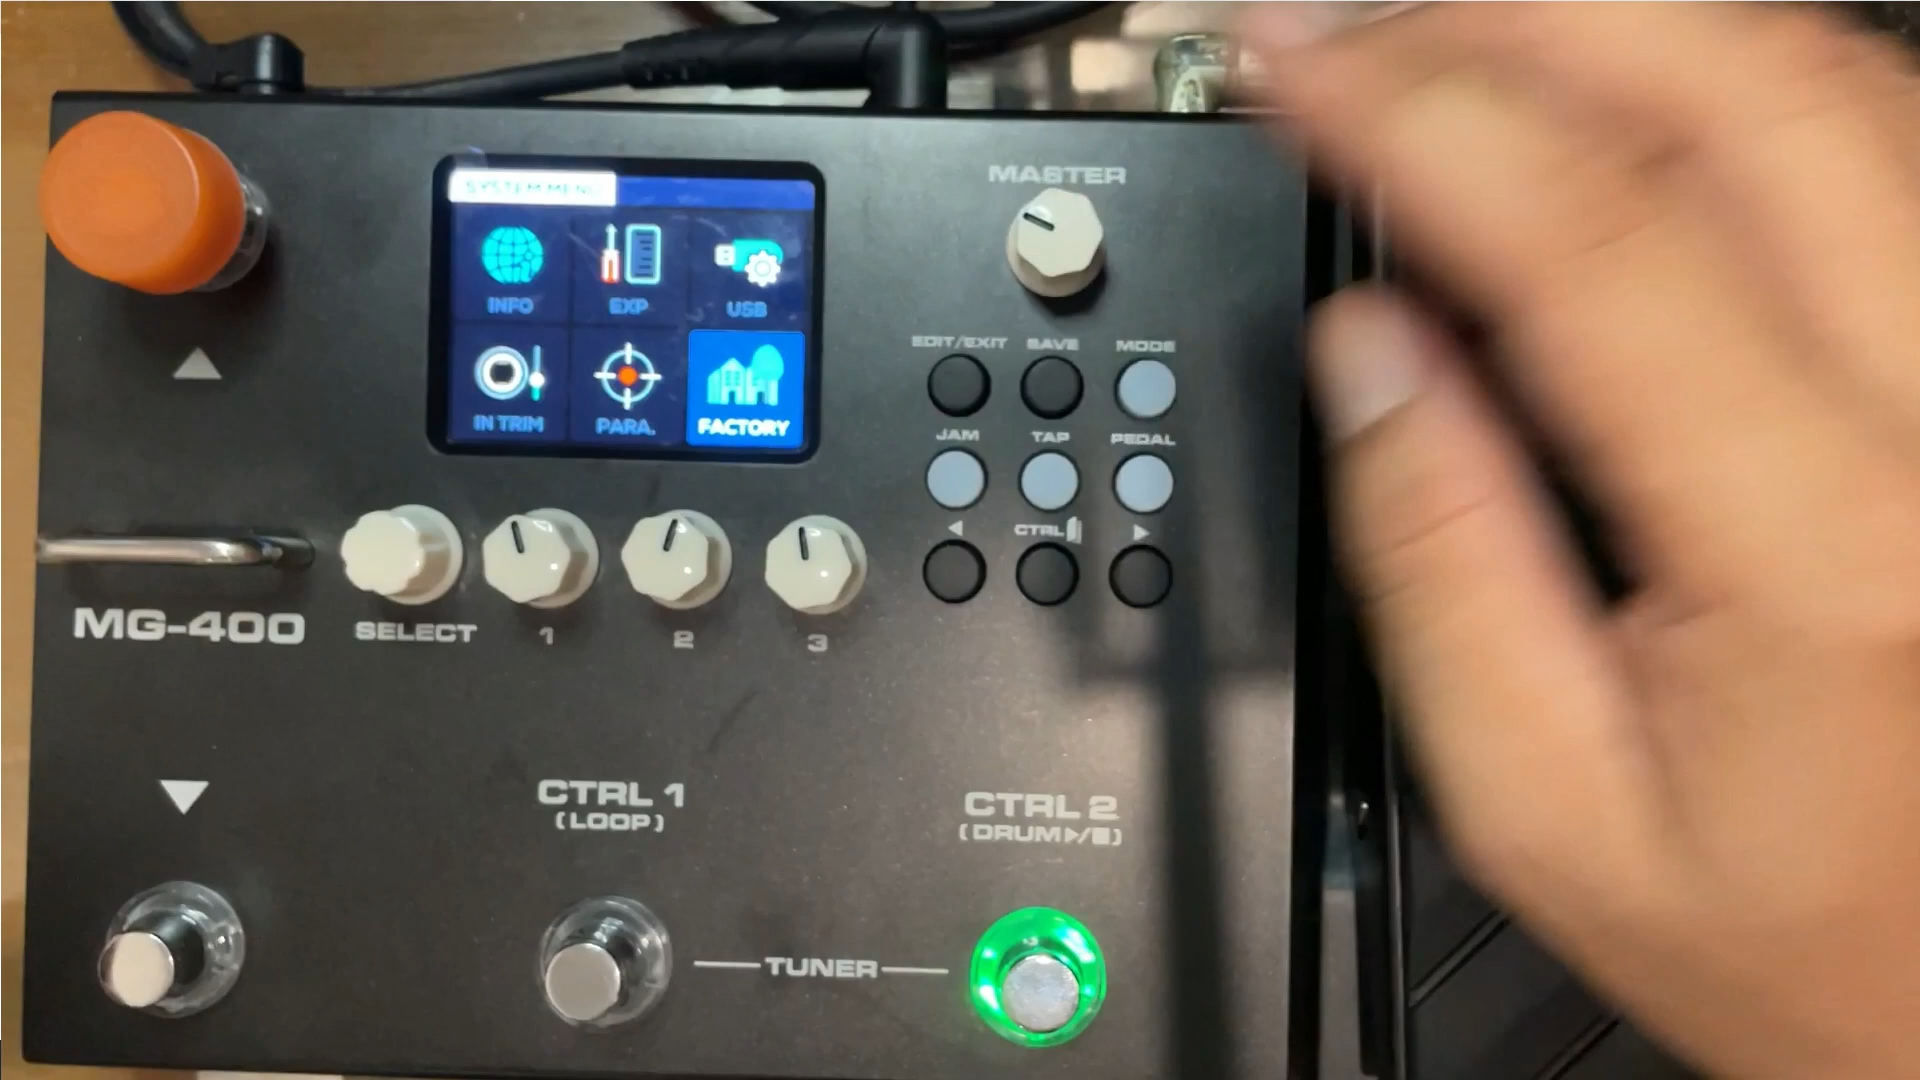 SYSTEM MENU
INFO
EXP
USB
IN TRIM
PARA.
FACTORY
MASTER
EDIT/EXIT
SAVE
MODE
JAM
TAP
PEDAL
CTRL
MG-400
SELECT
1
2
3
CTRL 1
(LOOP)
CTRL 2
(DRUM▶/■)
TUNER